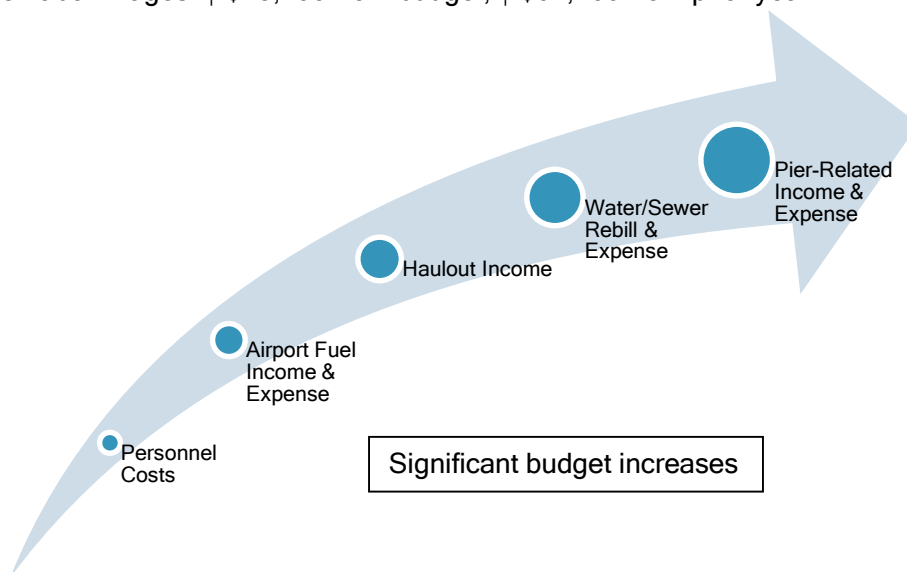 Pier-Related
Income &
Expense
Water/Sewer
Rebill &
Expense
Haulout Income
Airport Fuel
Income &
Expense
Personnel
Costs
Significant budget increases